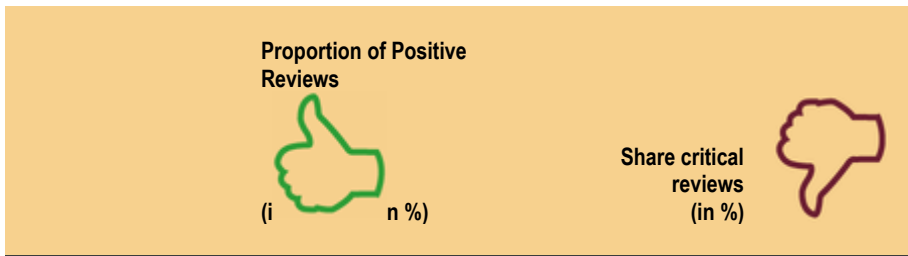 Proportion of Positive
Reviews
(i n %)
Share critical
reviews
(in %)